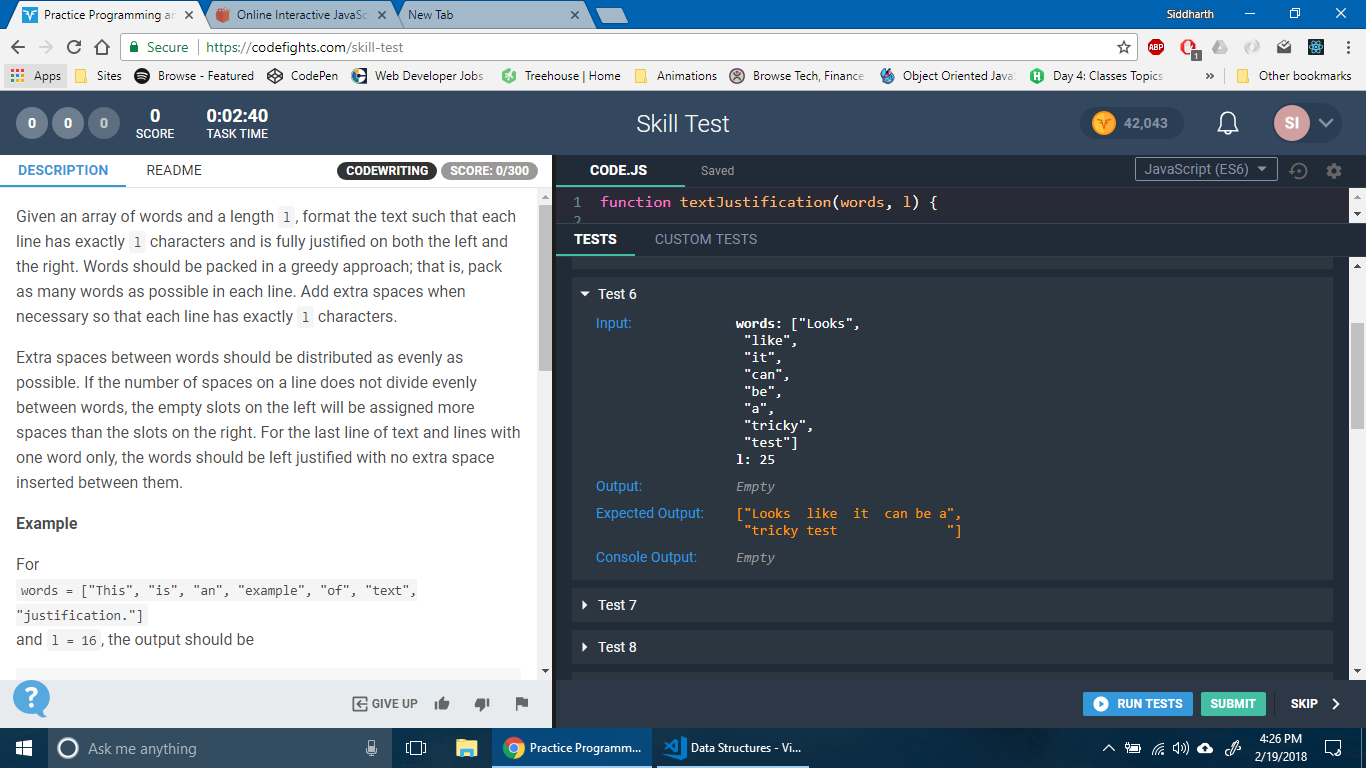 Practice Programming an
Online Interactive JavaSc
New Tab
Siddharth
Secure
https://codefights.com/skill-test
ABP
1
Apps
Sites
Browse - Featured
CodePen
Web Developer Jobs
Treehouse | Home
Animations
Browse Tech, Finance
Object Oriented Java
Day 4: Classes Topics
»
Other bookmarks
0 0 0
0
SCORE
0:02:40
TASK TIME
Skill Test
42,043
SI
DESCRIPTION
README
CODEWRITING
SCORE: 0/300
Given an array of words and a length l, format the text such that each
line has exactly l characters and is fully justified on both the left and
the right. Words should be packed in a greedy approach; that is, pack
as many words as possible in each line. Add extra spaces when
necessary so that each line has exactly l characters.
Extra spaces between words should be distributed as evenly as
possible. If the number of spaces on a line does not divide evenly
between words, the empty slots on the left will be assigned more
spaces than the slots on the right. For the last line of text and lines with
one word only, the words should be left justified with no extra space
inserted between them.
Example
For
words = ["This", "is", "an", "example", "of", "text",
"justification."]
and l = 16, the output should be
?
GIVE UP
CODE.JS
Saved
JavaScript (ES6)
1 function textJustification(words, l) {
2
TESTS
CUSTOM TESTS
Test 6
Input:
words: ["Looks",
"like",
"it",
"can",
"be",
"a",
"tricky",
"test"]
l: 25
Output:
Empty
Expected Output:
["Looks  like  it  can be a",
"tricky test              "]
Console Output:
Empty
Test 7
Test 8
RUN TESTS
SUBMIT
SKIP
Ask me anything
Practice Programm...
Data Structures - Vi...
4:26 PM
2/19/2018